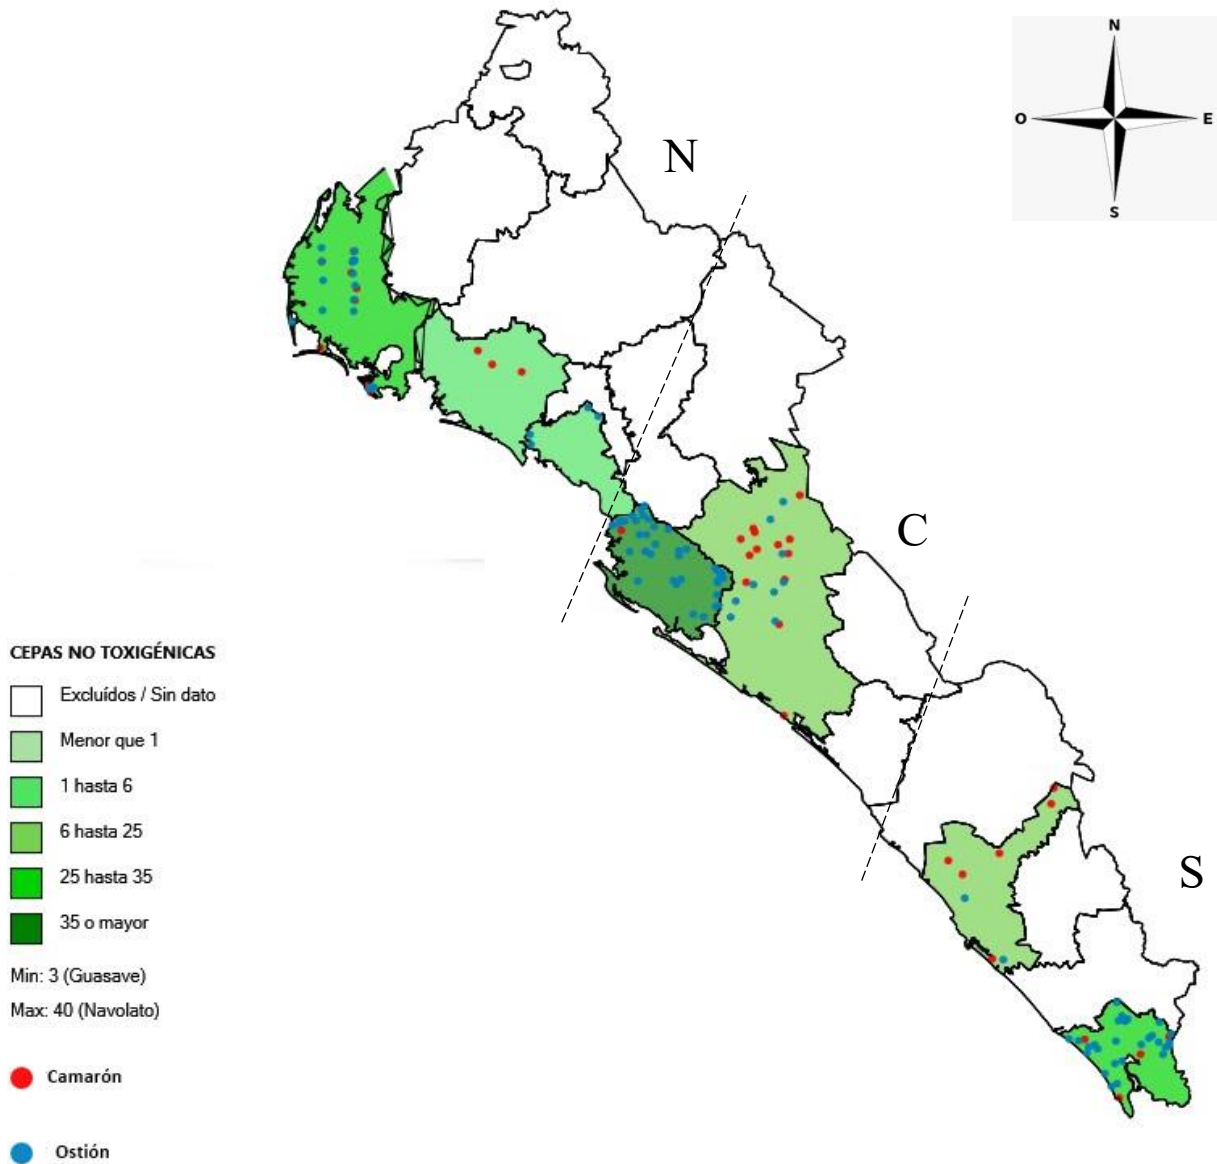 N
O
E
S
N
C
S
CEPAS NO TOXIGÉNICAS
Excluídos / Sin dato
Menor que 1
1 hasta 6
6 hasta 25
25 hasta 35
35 o mayor
Min: 3 (Guasave)
Max: 40 (Navolato)
Camarón
Ostión